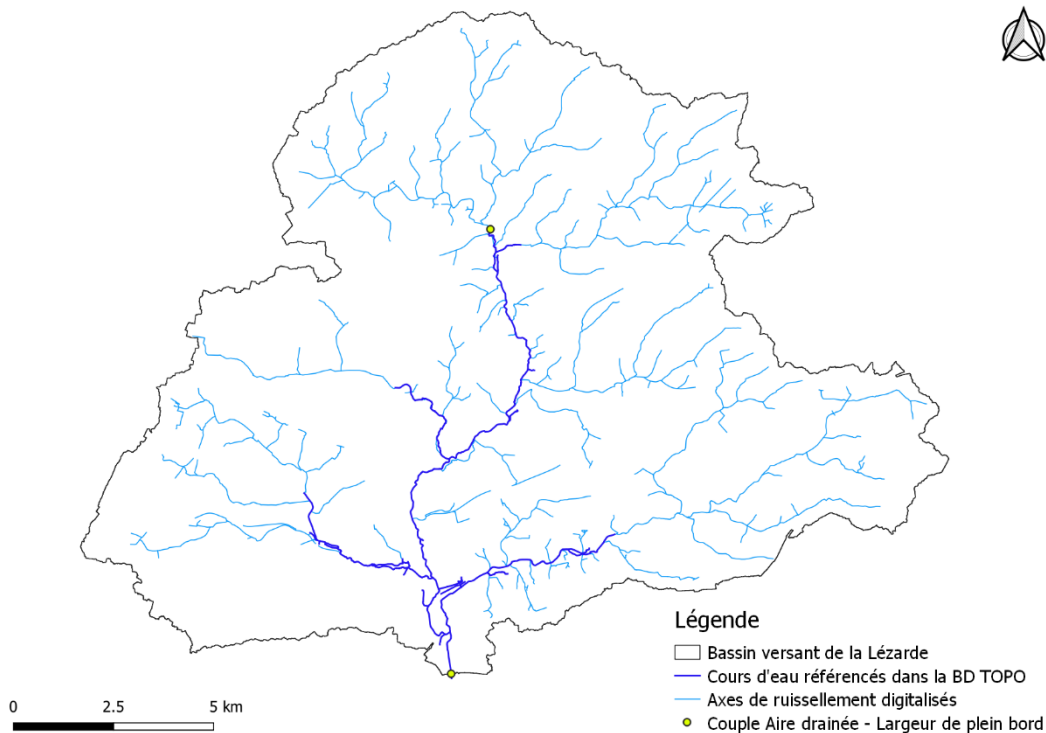 Légende
Bassin versant de la Lézarde
Cours d'eau référencés dans la BD TOPO
Axes de ruissellement digitalisés
Couple Aire drainée - Largeur de plein bord
0 2.5 5 km